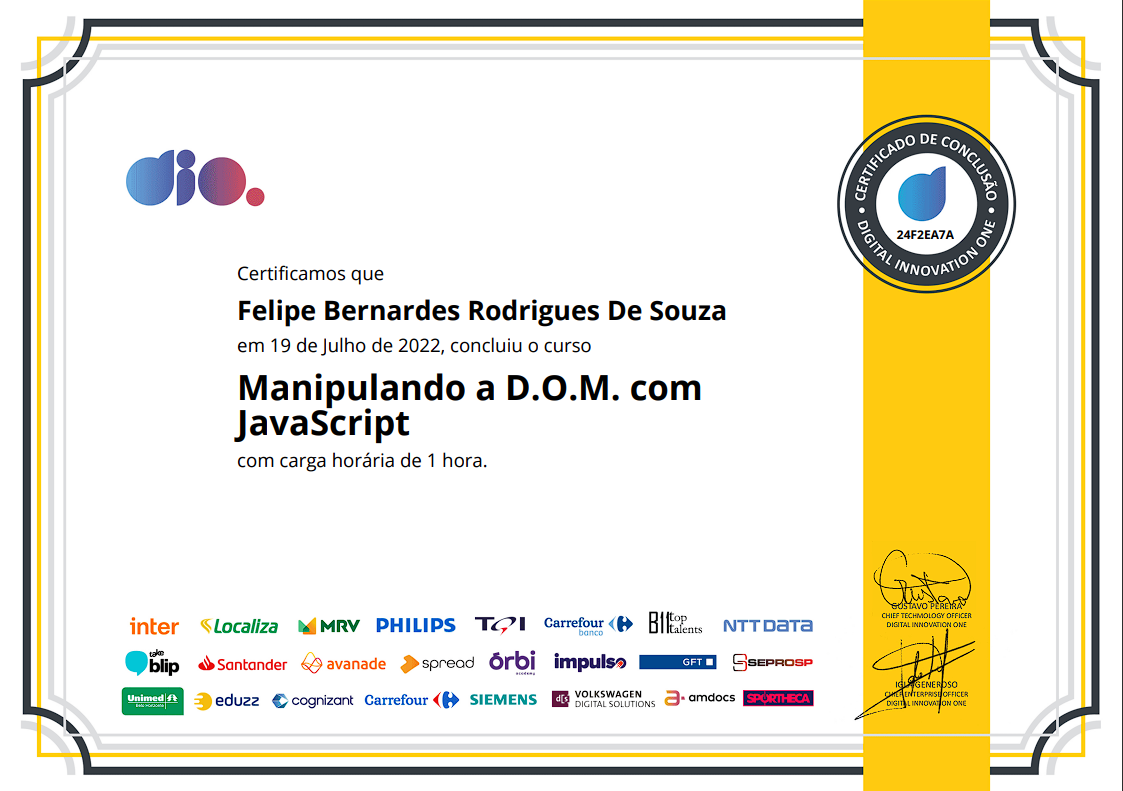 dio.
CERTIFICADO DE CONCLUSÃO
24F2EA7A
DIGITAL INNOVATION ONE
Certificamos que
Felipe Bernardes Rodrigues De Souza
em 19 de Julho de 2022, concluiu o curso
Manipulando a D.O.M. com
JavaScript
com carga horária de 1 hora.
GUSTAVO PEREIRA
CHIEF TECHNOLOGY OFFICER
DIGITAL INNOVATION ONE
inter Localiza MRV PHILIPS TQI Carrefour banco B11 top talents NTT DATA
take blip Santander avanade spread órbi academy impulso GFT SEPROSP
Unimed Belo Horizonte eduzz cognizant Carrefour SIEMENS d[s VOLKSWAGEN DIGITAL SOLUTIONS amdocs SPORTHECA
GENEROSO
CHIEF ENTERPRISE OFFICER
DIGITAL INNOVATION ONE